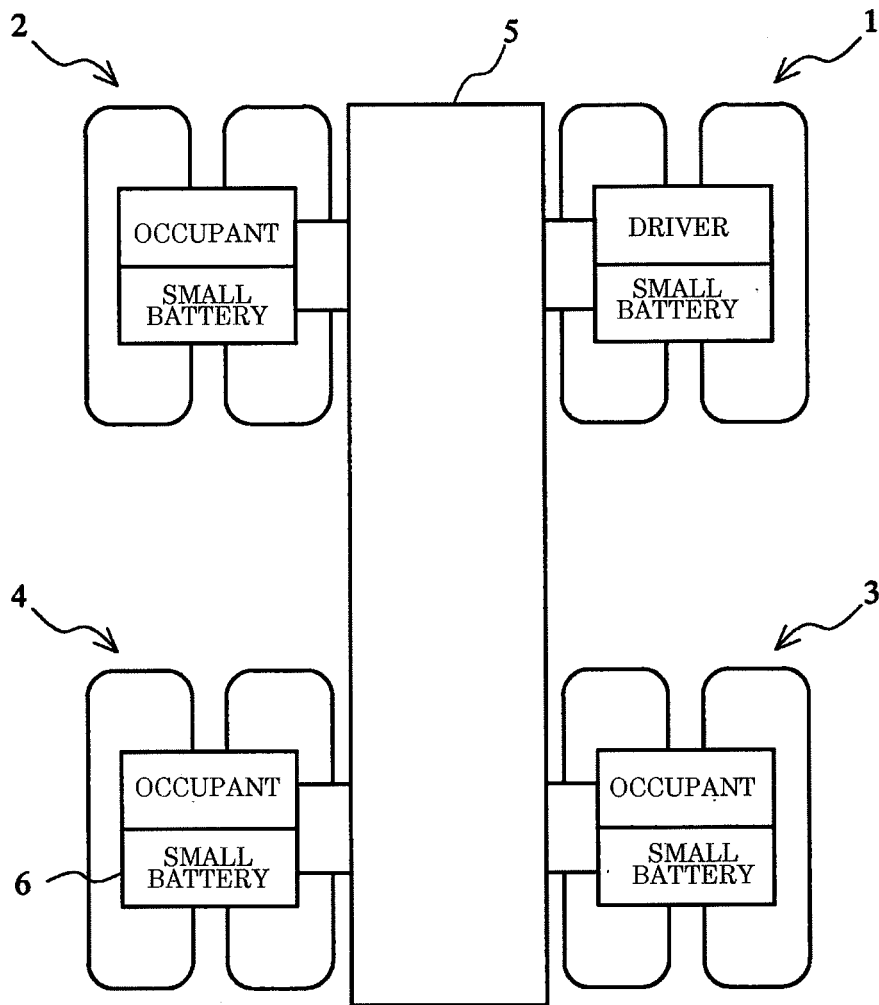 2
5
1
OCCUPANT
SMALL
BATTERY
DRIVER
SMALL
BATTERY
4
3
OCCUPANT
SMALL
BATTERY
6
OCCUPANT
SMALL
BATTERY